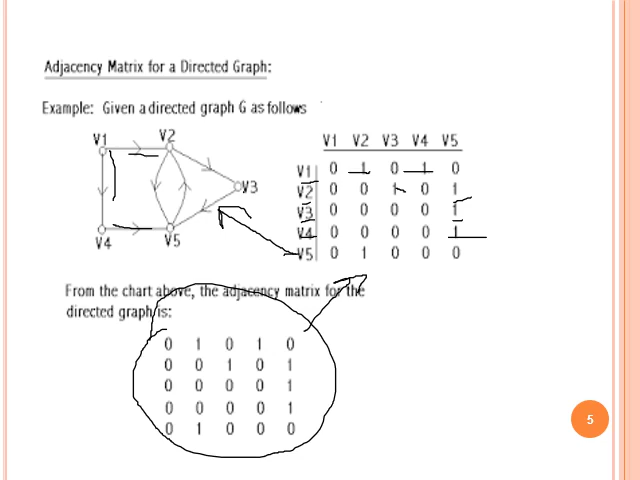 Adjacency Matrix for a Directed Graph:
Example: Given a directed graph G as follows
V1 V2 V3 V4 V5
V1 0 1 0 1 0
V2 0 0 1 0 1
V3 0 0 0 0 1
V4 0 0 0 0 1
V5 0 1 0 0 0
V1 V2
V3
V4 V5
From the chart above, the adjacency matrix for the
directed graph is:
0 1 0 1 0
0 0 1 0 1
0 0 0 0 1
0 0 0 0 1
0 1 0 0 0
5